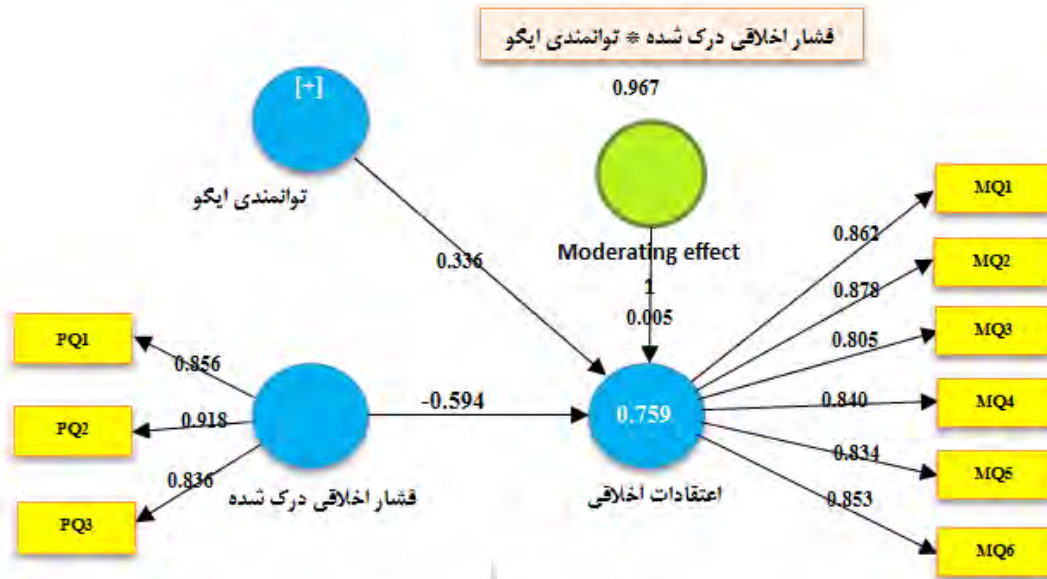 فشار اخلاقی درک شده * توانمندی ایگو
0.967
[+]
توانمندی ایگو
Moderating effect
1
0.005
0.336
MQ1
0.862
MQ2
0.878
MQ3
0.805
MQ4
0.840
MQ5
0.834
MQ6
0.853
PQ1
0.856
PQ2
0.918
PQ3
0.836
-0.594
0.759
فشار اخلاقی درک شده
اعتقادات اخلاقی